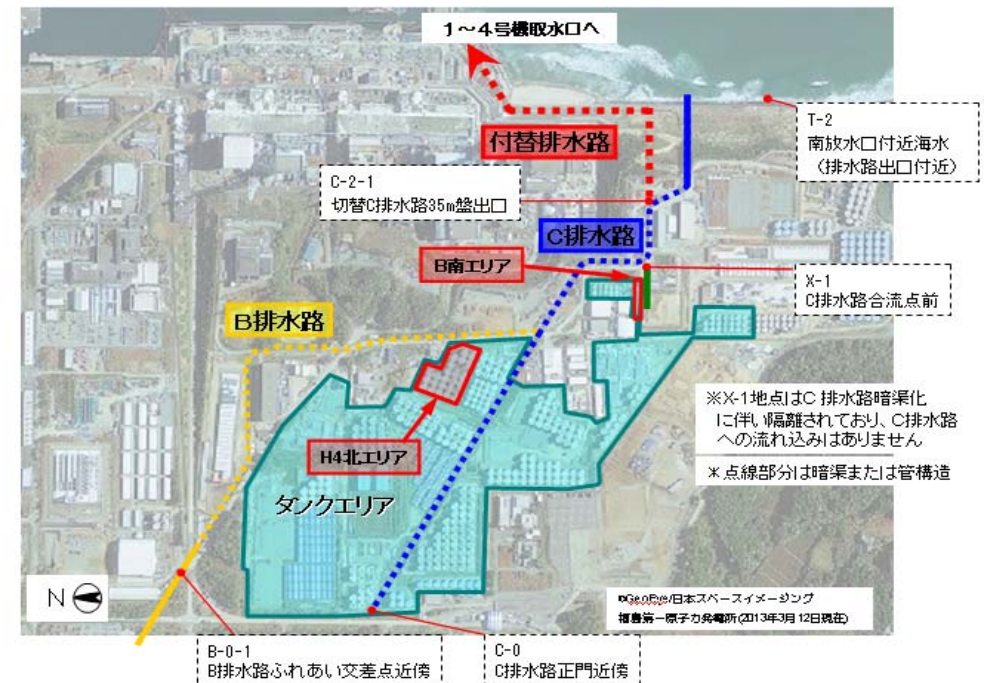 1～4号機取水口へ
付替排水路
T-2
南放水口付近海水
（排水路出口付近）
C-2-1
切替C排水路35m盤出口
C排水路
B南エリア
X-1
C排水路合流点前
B排水路
※X-1地点はC 排水路暗渠化
に伴い隔離されており、C排水路
への流れ込みはありません
＊点線部分は暗渠または管構造
H4北エリア
タンクエリア
N
©GeoEye/日本スペースイメージング
福島第一原子力発電所(2013年3月12日現在)
B-0-1
B排水路ふれあい交差点近傍
C-0
C排水路正門近傍